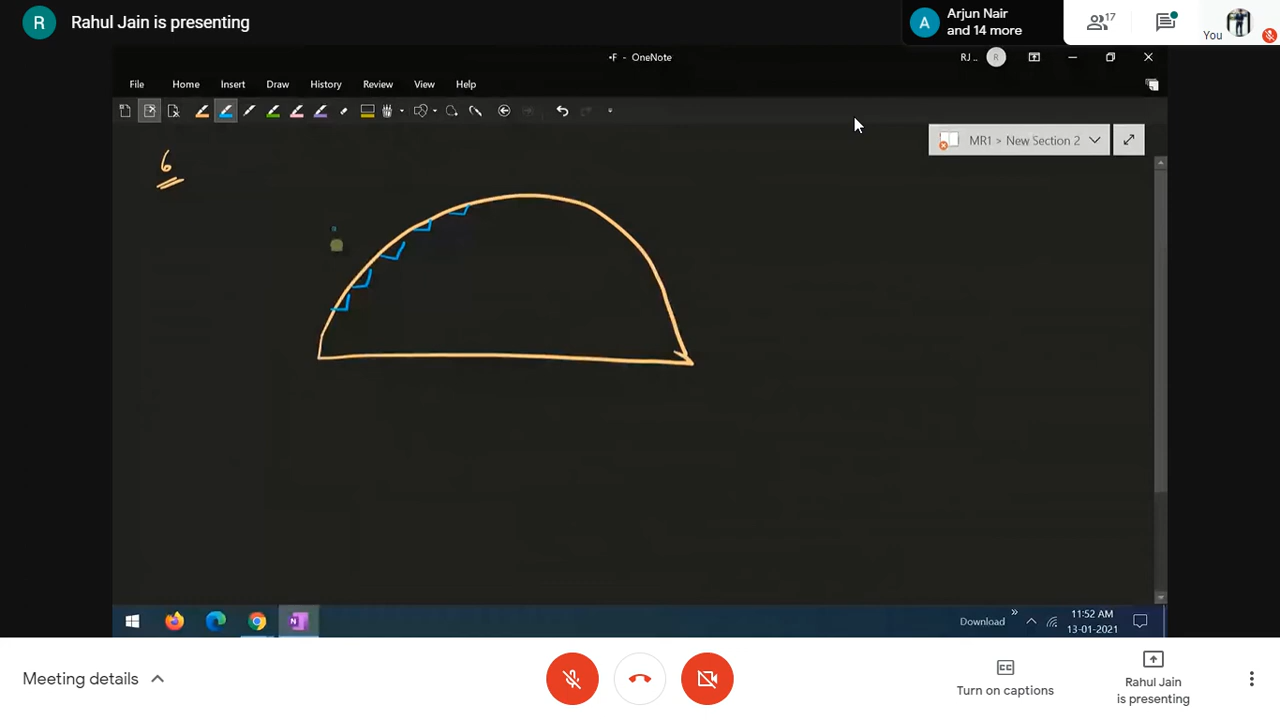 R Rahul Jain is presenting
A Arjun Nair
and 14 more
17
You
*F - OneNote
RJ ..
R
File Home Insert Draw History Review View Help
MR1 > New Section 2
6
Download
»
11:52 AM
13-01-2021
Meeting details
CC
Turn on captions
Rahul Jain
is presenting